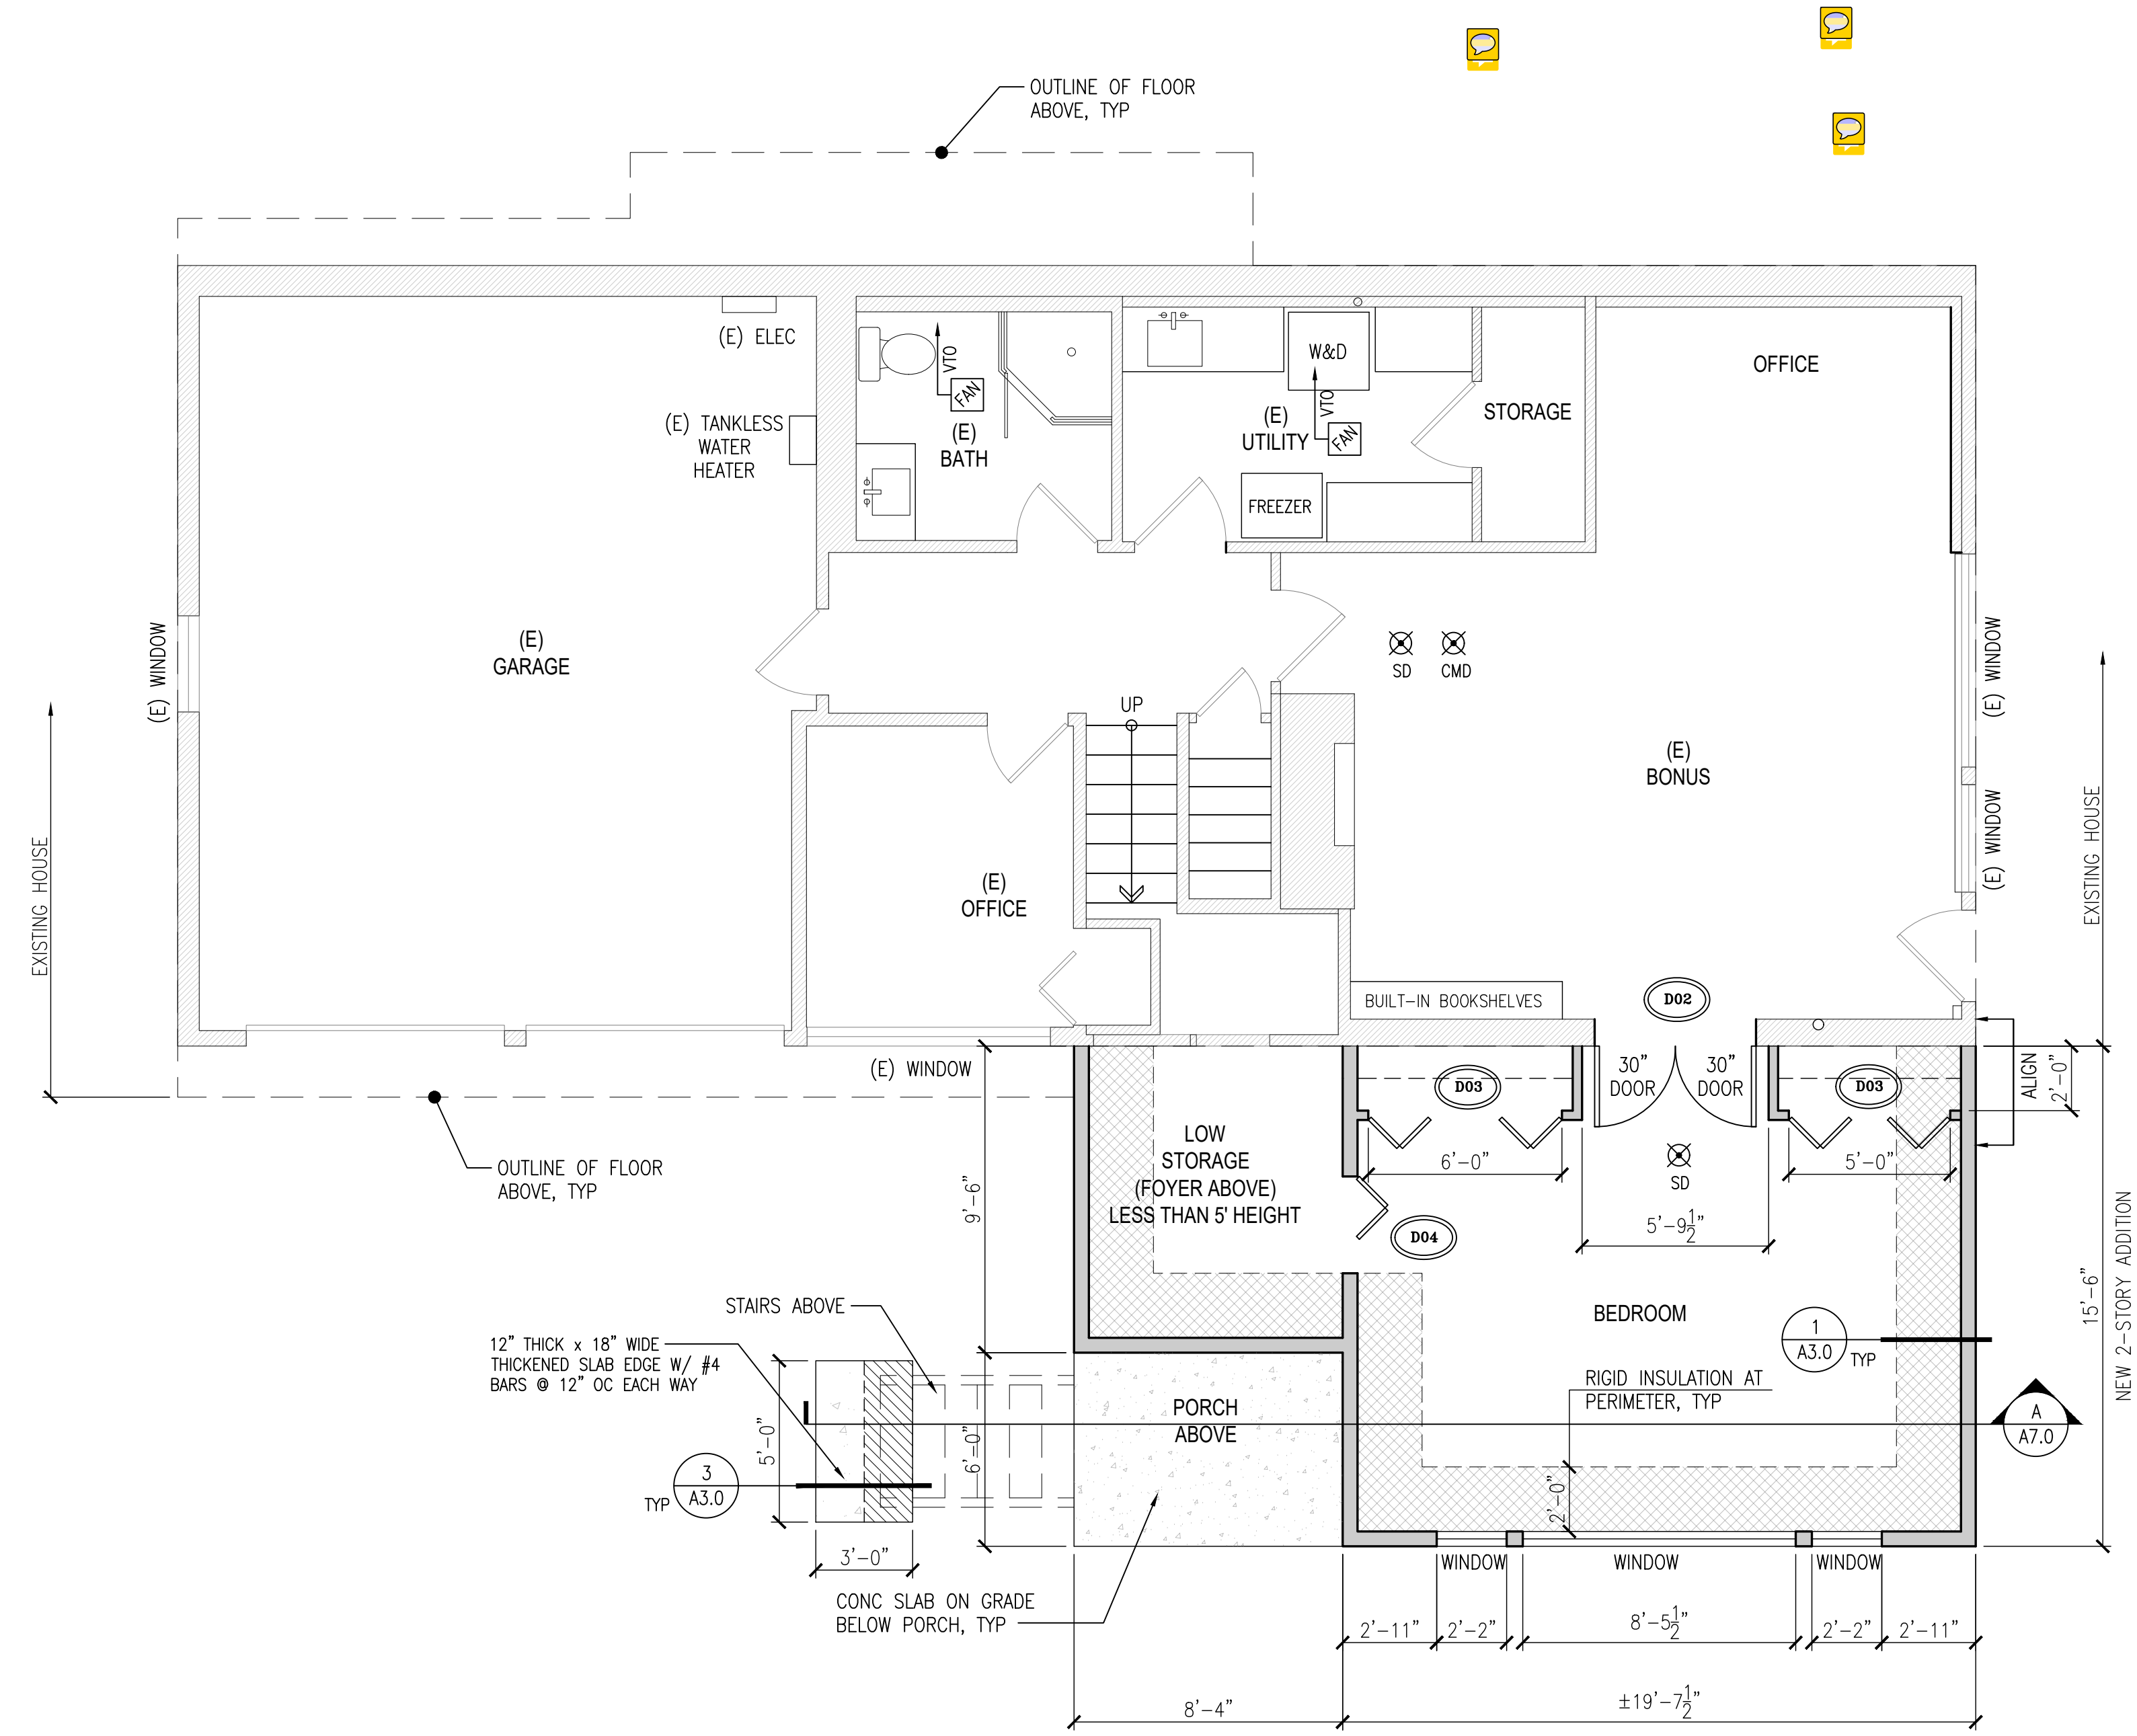 OUTLINE OF FLOOR
ABOVE, TYP
(E) ELEC
VTO
FAN
(E)
BATH
(E) TANKLESS
WATER
HEATER
W&D
VTO
FAN
(E)
UTILITY
FREEZER
STORAGE
OFFICE
(E) WINDOW
(E)
GARAGE
SD
CMD
(E) WINDOW
UP
(E)
BONUS
(E) WINDOW
EXISTING HOUSE
EXISTING HOUSE
(E)
OFFICE
BUILT-IN BOOKSHELVES
D02
(E) WINDOW
D03
30"
DOOR
30"
DOOR
D03
ALIGN
2'-0"
OUTLINE OF FLOOR
ABOVE, TYP
LOW
STORAGE
(FOYER ABOVE)
LESS THAN 5' HEIGHT
9'-6"
6'-0"
SD
5'-0"
5'-9 1/2"
D04
STAIRS ABOVE
12" THICK x 18" WIDE
THICKENED SLAB EDGE W/ #4
BARS @ 12" OC EACH WAY
BEDROOM
1
A3.0
TYP
15'-6"
NEW 2-STORY ADDITION
RIGID INSULATION AT
PERIMETER, TYP
PORCH
ABOVE
A
A7.0
5'-0"
6'-0"
3
A3.0
TYP
2'-0"
3'-0"
WINDOW
WINDOW
WINDOW
CONC SLAB ON GRADE
BELOW PORCH, TYP
2'-11"
2'-2"
8'-5 1/2"
2'-2"
2'-11"
8'-4"
±19'-7 1/2"